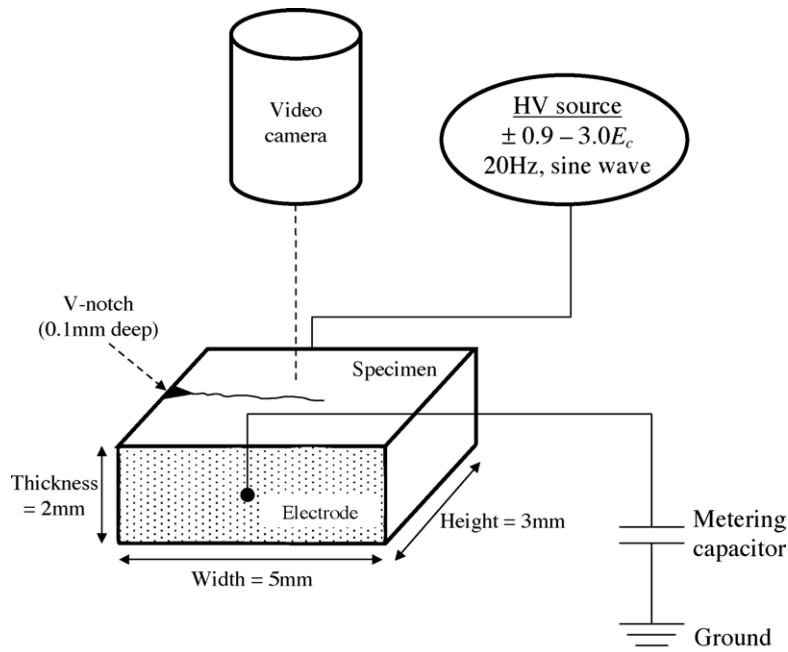 Video
camera
HV source
± 0.9 – 3.0Ec
20Hz, sine wave
V-notch
(0.1mm deep)
Specimen
Thickness
= 2mm
Electrode
Height = 3mm
Width = 5mm
Metering
capacitor
Ground